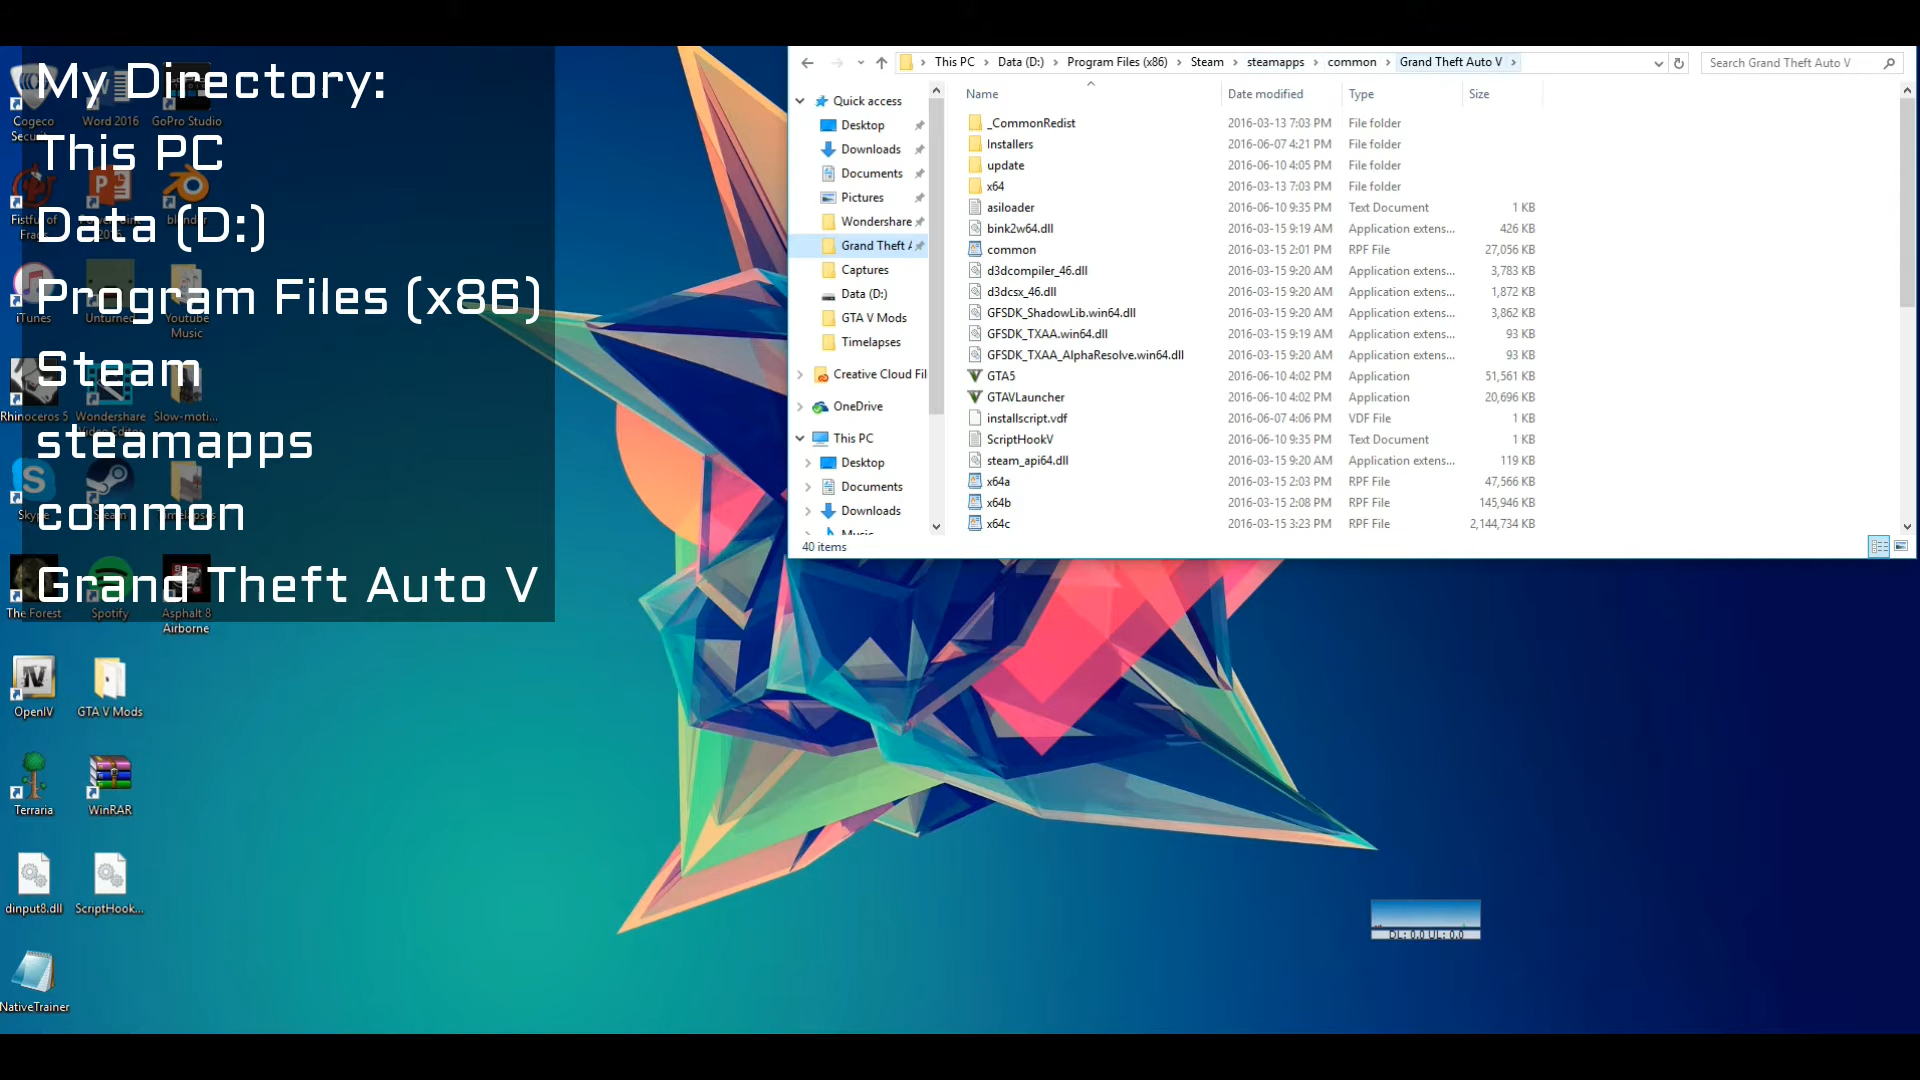 My Directory:
This PC
Data (D:)
Program Files (x86)
Steam
steamapps
common
Grand Theft Auto V
Cogeco
Word 2016
GoPro Studio
iTunes
Unturned
Youtube
Music
Rhinoceros 5
Wondershare
Slow-moti...
Skype
The Forest
Spotify
Asphalt 8
Airborne
OpenIV
GTA V Mods
Terraria
WinRAR
dinput8.dll
ScriptHook...
NativeTrainer
This PC > Data (D:) > Program Files (x86) > Steam > steamapps > common > Grand Theft Auto V >
Search Grand Theft Auto V
Quick access
Desktop
Downloads
Documents
Pictures
Wondershare
Grand Theft A
Captures
Data (D:)
GTA V Mods
Timelapses
Creative Cloud Fil
OneDrive
This PC
Desktop
Documents
Downloads
Music
Name Date modified Type Size
_CommonRedist 2016-03-13 7:03 PM File folder
Installers 2016-06-07 4:21 PM File folder
update 2016-06-10 4:05 PM File folder
x64 2016-03-13 7:03 PM File folder
asiloader 2016-06-10 9:35 PM Text Document 1 KB
bink2w64.dll 2016-03-15 9:19 AM Application extens... 426 KB
common 2016-03-15 2:01 PM RPF File 27,056 KB
d3dcompiler_46.dll 2016-03-15 9:20 AM Application extens... 3,783 KB
d3dcsx_46.dll 2016-03-15 9:20 AM Application extens... 1,872 KB
GFSDK_ShadowLib.win64.dll 2016-03-15 9:20 AM Application extens... 3,862 KB
GFSDK_TXAA.win64.dll 2016-03-15 9:19 AM Application extens... 93 KB
GFSDK_TXAA_AlphaResolve.win64.dll 2016-03-15 9:20 AM Application extens... 93 KB
GTA5 2016-06-10 4:02 PM Application 51,561 KB
GTAVLauncher 2016-06-10 4:02 PM Application 20,696 KB
installscript.vdf 2016-06-07 4:06 PM VDF File 1 KB
ScriptHookV 2016-06-10 9:35 PM Text Document 1 KB
steam_api64.dll 2016-03-15 9:20 AM Application extens... 119 KB
x64a 2016-03-15 2:03 PM RPF File 47,566 KB
x64b 2016-03-15 2:08 PM RPF File 145,946 KB
x64c 2016-03-15 3:23 PM RPF File 2,144,734 KB
40 items
DL: 0.0 UL: 0.0